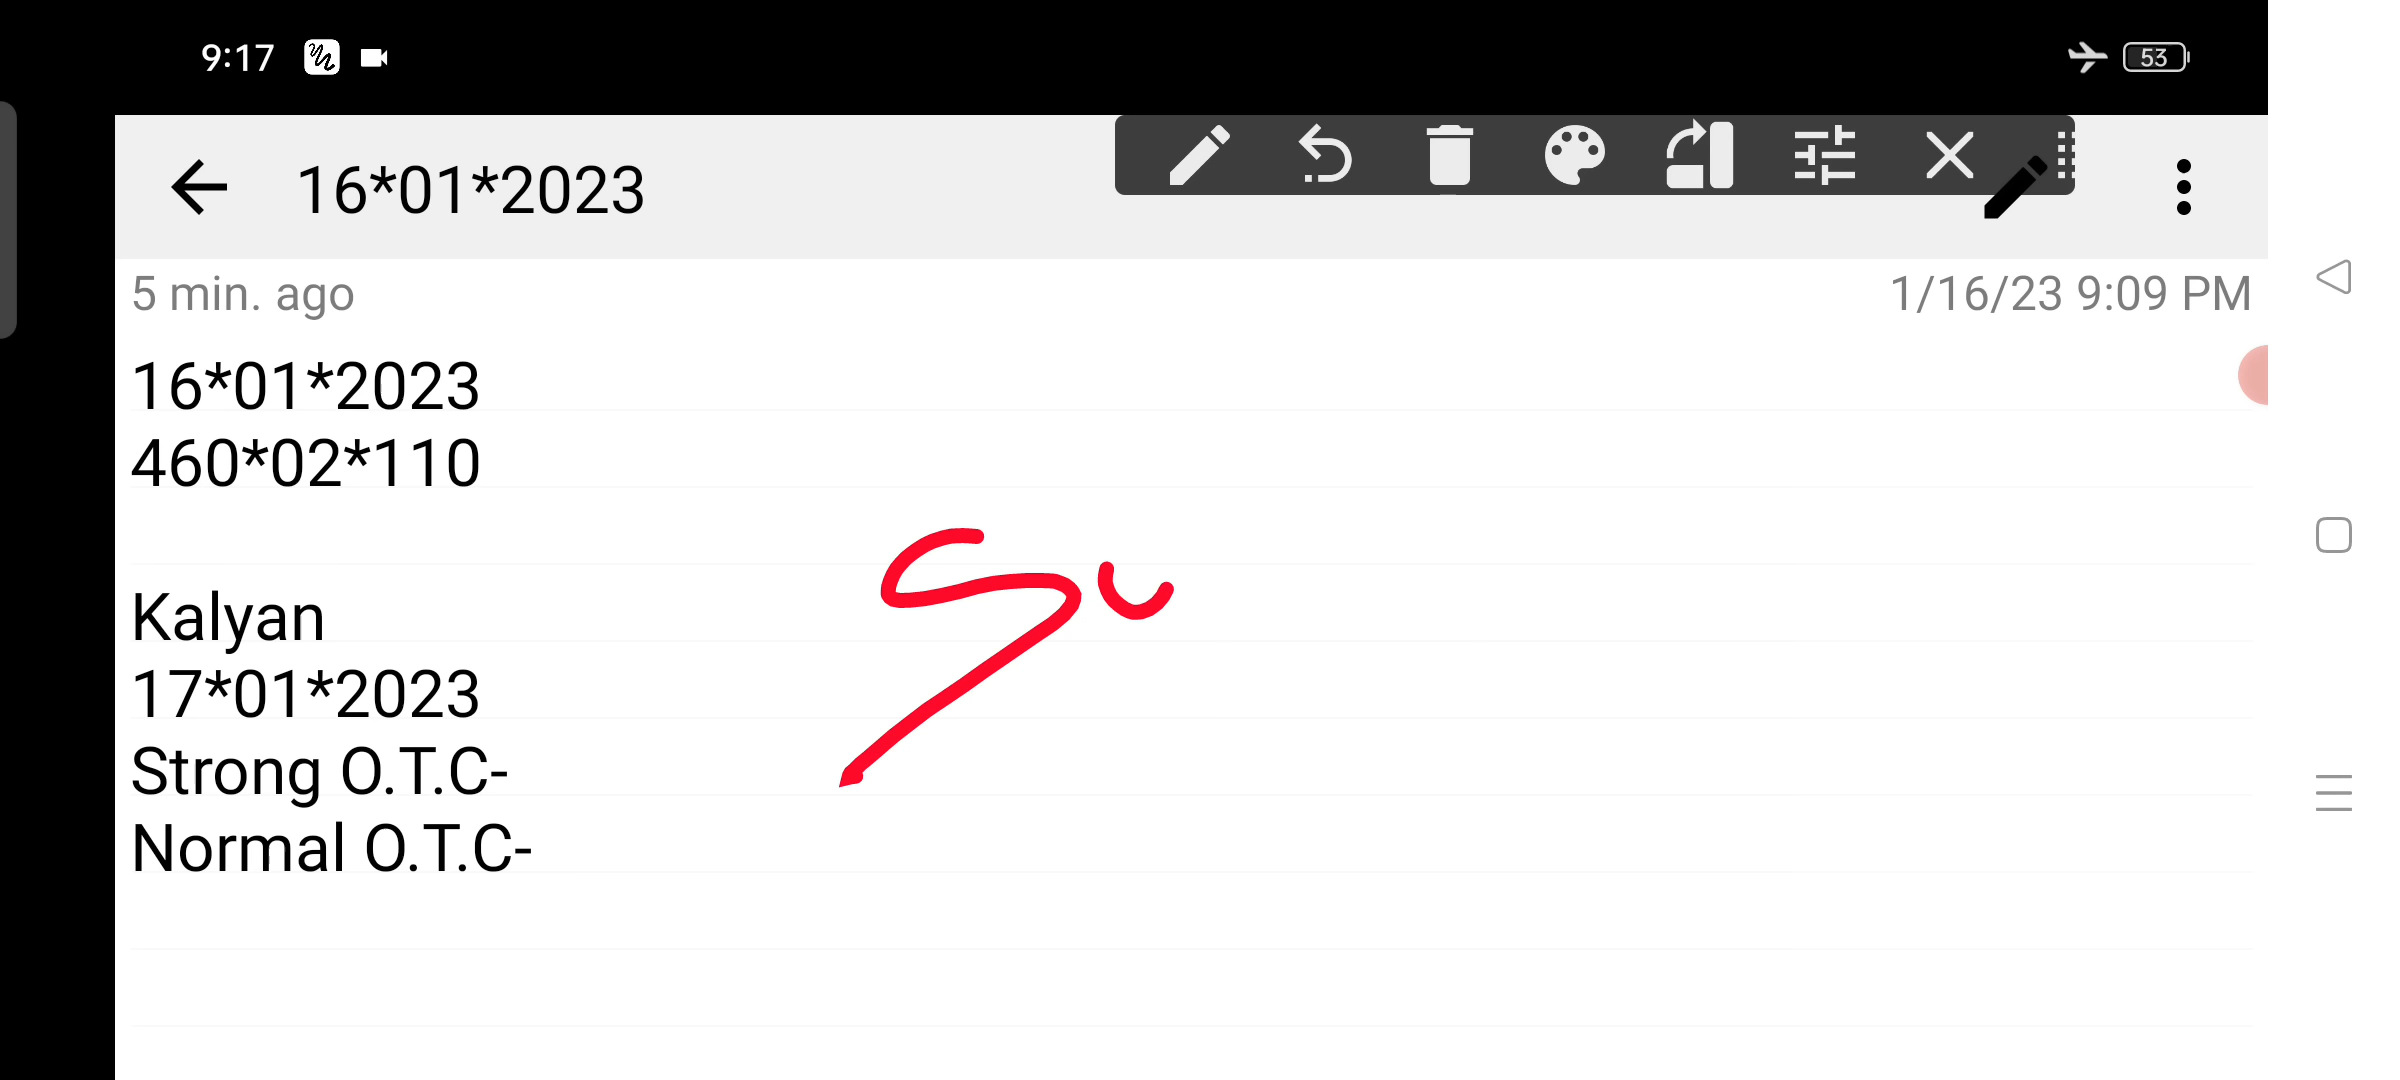 9:17
53
16*01*2023
5 min. ago
1/16/23 9:09 PM
16*01*2023
460*02*110
Su
Kalyan
17*01*2023
Strong O.T.C-
Normal O.T.C-